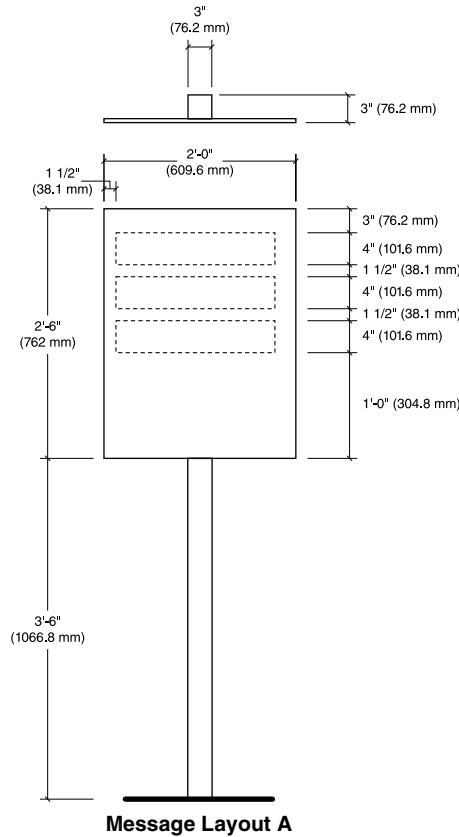 3"
(76.2 mm)
3" (76.2 mm)
2'-0"
(609.6 mm)
1 1/2"
(38.1 mm)
3" (76.2 mm)
4" (101.6 mm)
1 1/2" (38.1 mm)
4" (101.6 mm)
1 1/2" (38.1 mm)
4" (101.6 mm)
2'-6"
(762 mm)
1'-0" (304.8 mm)
3'-6"
(1066.8 mm)
Message Layout A